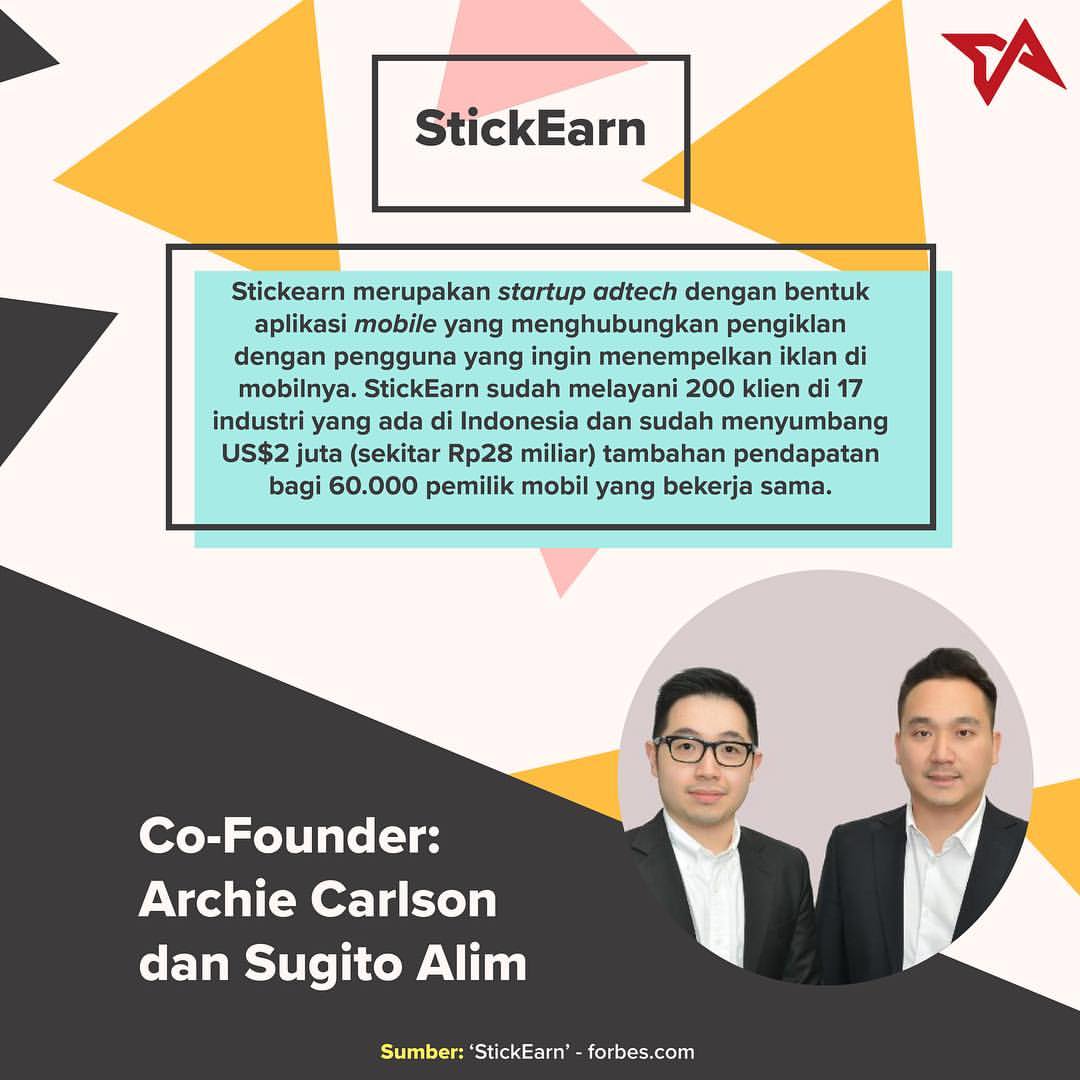 StickEarn
Stickearn merupakan startup adtech dengan bentuk
aplikasi mobile yang menghubungkan pengiklan
dengan pengguna yang ingin menempelkan iklan di
mobilnya. StickEarn sudah melayani 200 klien di 17
industri yang ada di Indonesia dan sudah menyumbang
US$2 juta (sekitar Rp28 miliar) tambahan pendapatan
bagi 60.000 pemilik mobil yang bekerja sama.
Co-Founder:
Archie Carlson
dan Sugito Alim
Sumber: ‘StickEarn’ - forbes.com